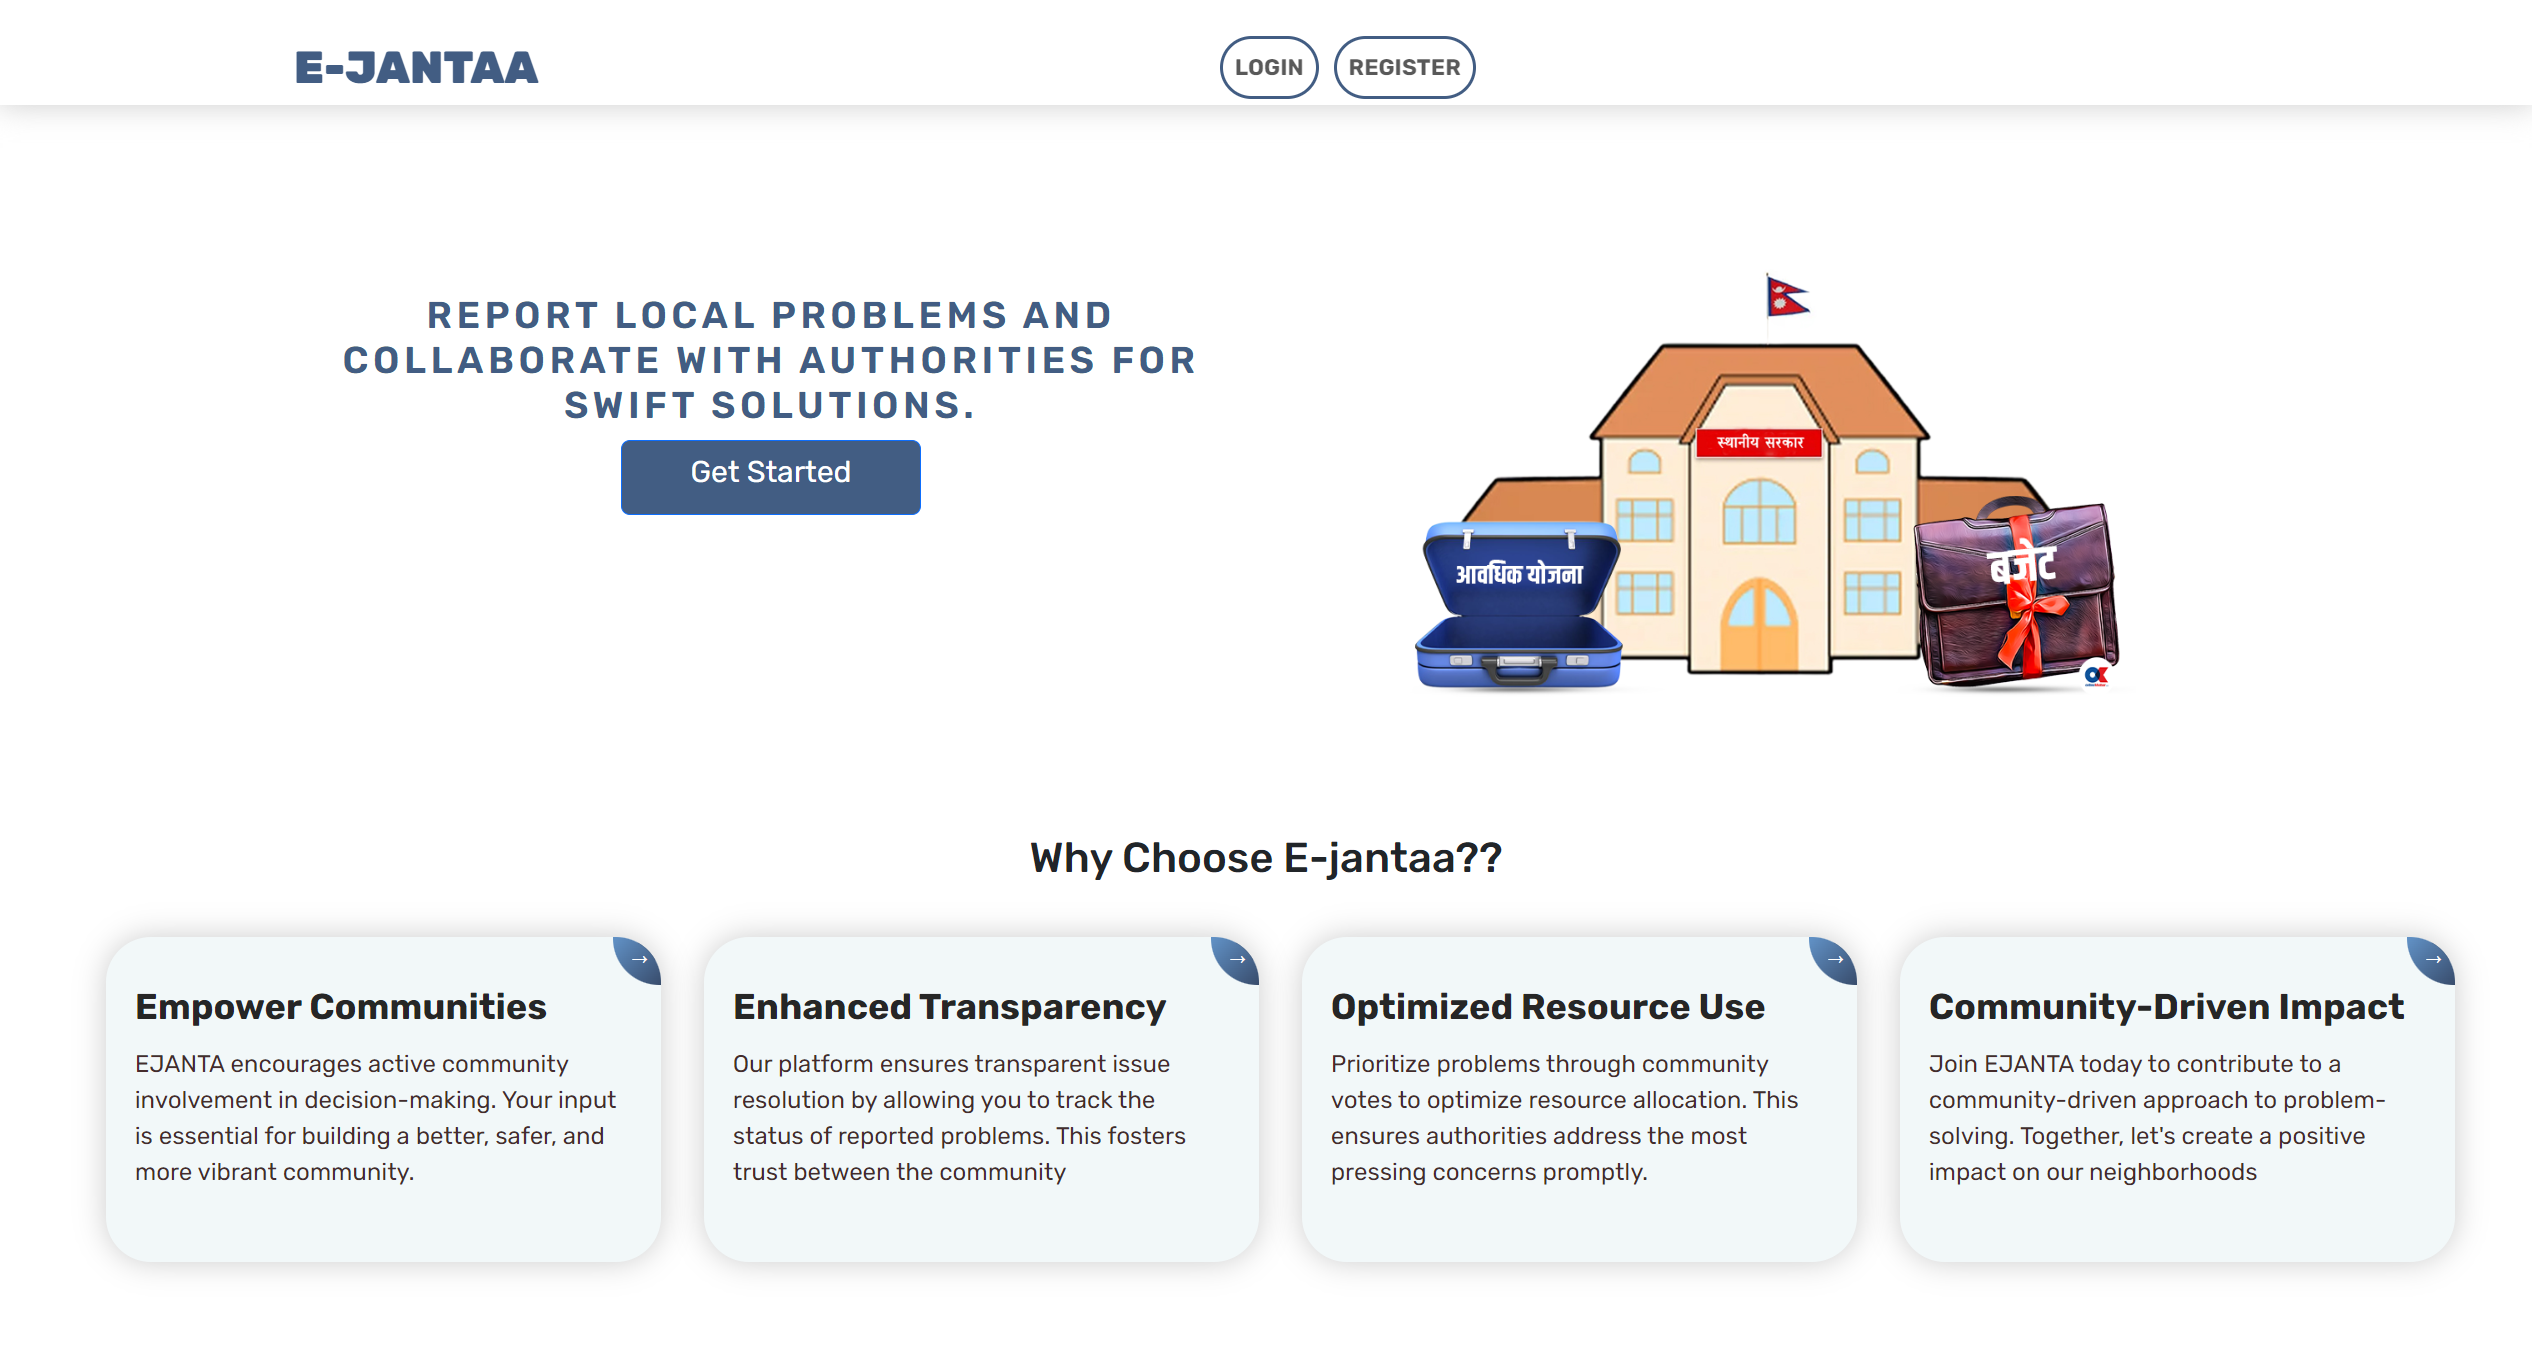 E-JANTAA
LOGIN
REGISTER
REPORT LOCAL PROBLEMS AND
COLLABORATE WITH AUTHORITIES FOR
SWIFT SOLUTIONS.
Get Started
स्थानीय सरकार
आवधिक योजना
बजेट
Why Choose E-jantaa??
→
Empower Communities
EJANTA encourages active community
involvement in decision-making. Your input
is essential for building a better, safer, and
more vibrant community.
→
Enhanced Transparency
Our platform ensures transparent issue
resolution by allowing you to track the
status of reported problems. This fosters
trust between the community
→
Optimized Resource Use
Prioritize problems through community
votes to optimize resource allocation. This
ensures authorities address the most
pressing concerns promptly.
→
Community-Driven Impact
Join EJANTA today to contribute to a
community-driven approach to problem-
solving. Together, let's create a positive
impact on our neighborhoods